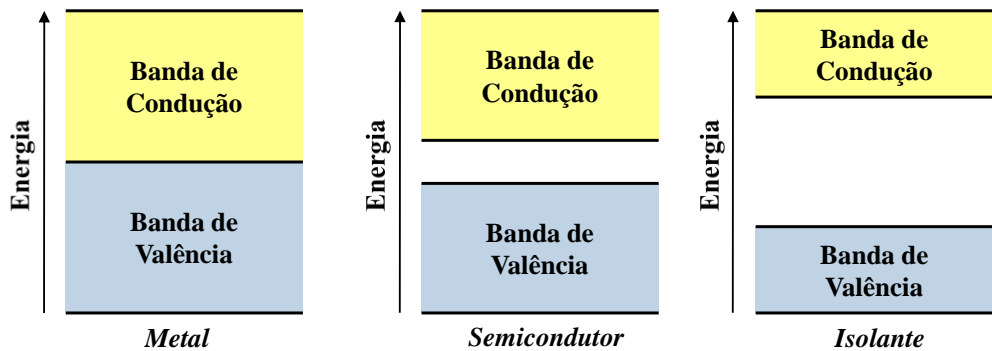 Energia
Banda de
Condução
Banda de
Valência
Metal
Energia
Banda de
Condução
Banda de
Valência
Semicondutor
Energia
Banda de
Condução
Banda de
Valência
Isolante